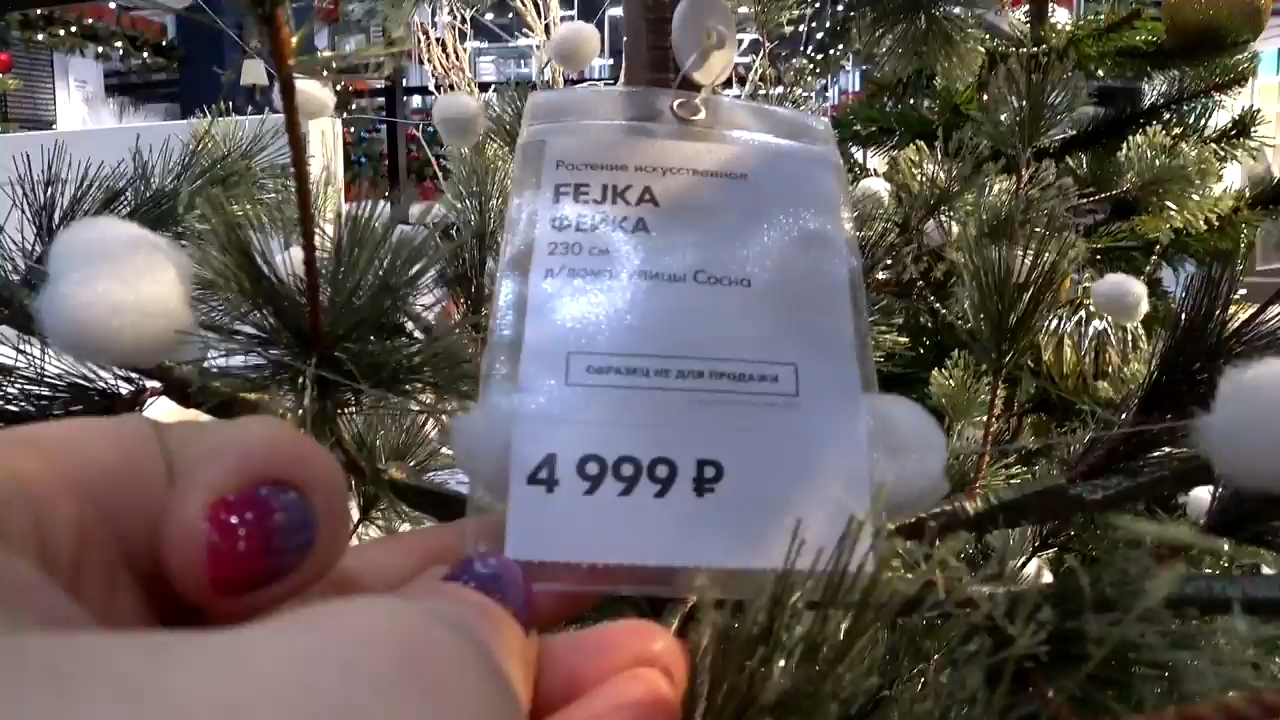 Растение искусственное
FEJKA
ФЕЙКА
230 см
д/дома/улицы Сосна
ОБРАЗЕЦ НЕ ДЛЯ ПРОДАЖИ
4 999 ₽